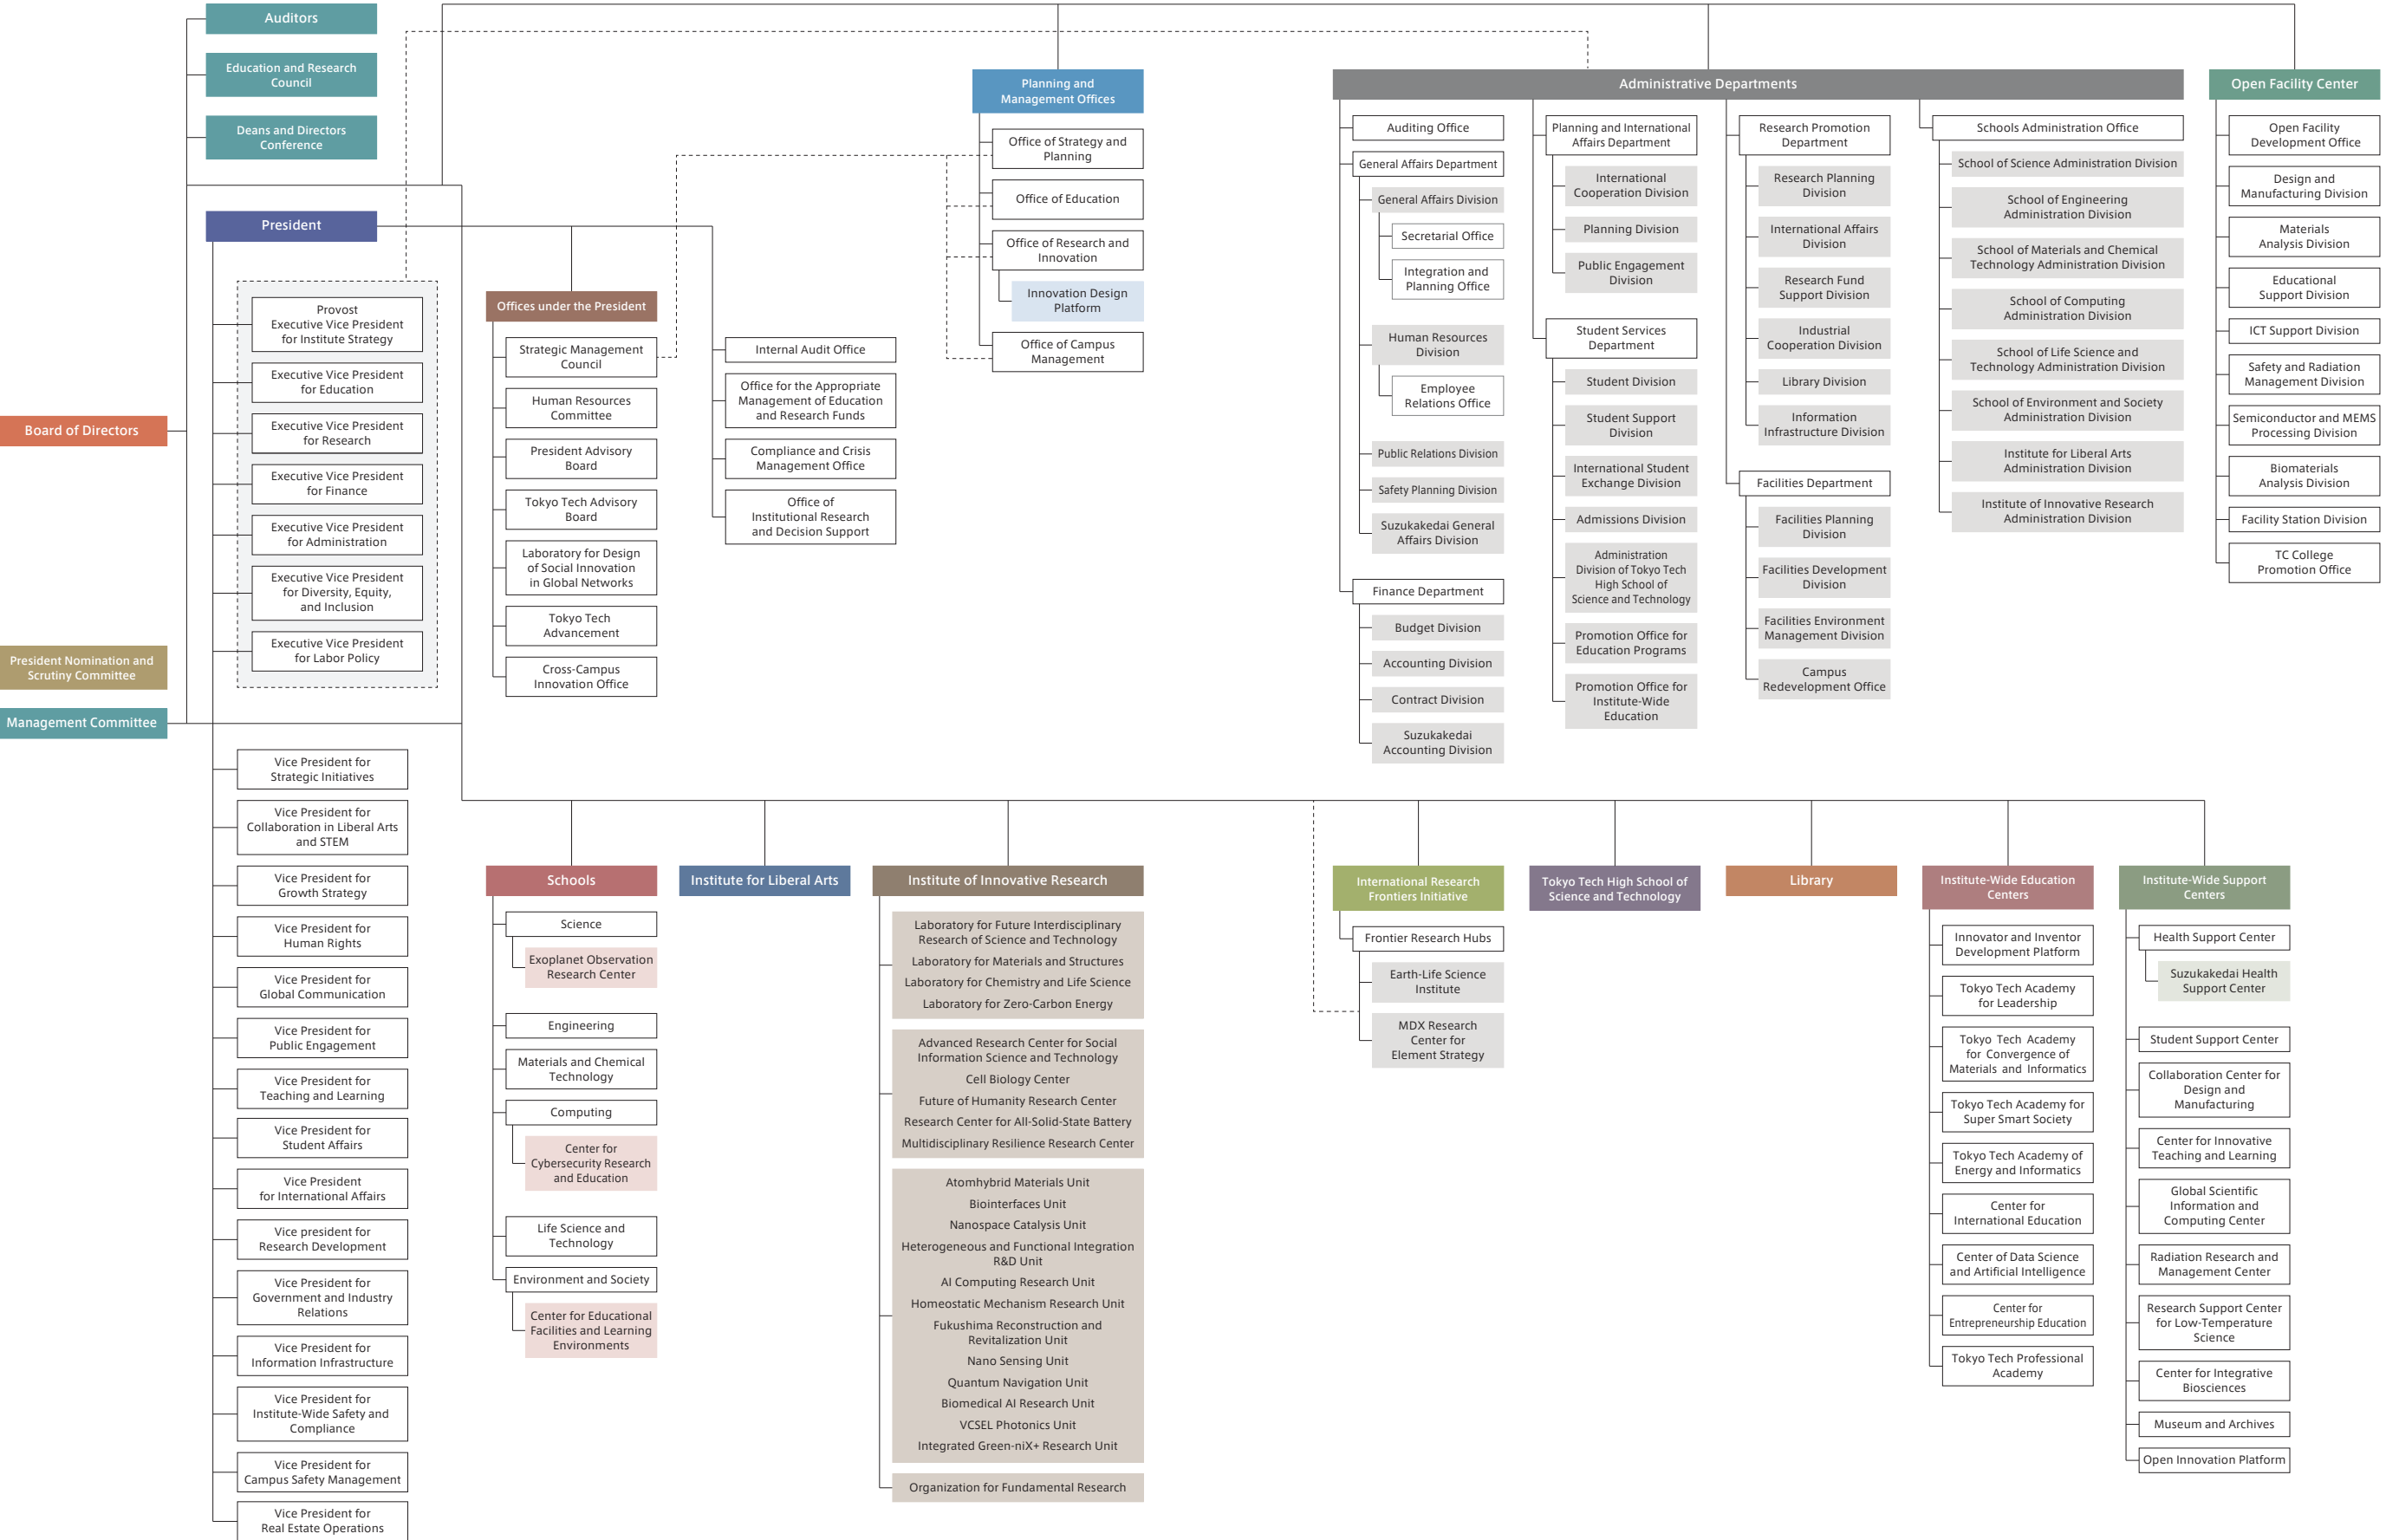 Auditors
Education and Research
Council
Deans and Directors
Conference
President
Provost
Executive Vice President
for Institute Strategy
Executive Vice President
for Education
Executive Vice President
for Research
Executive Vice President
for Finance
Executive Vice President
for Administration
Executive Vice President
for Diversity, Equity,
and Inclusion
Executive Vice President
for Labor Policy
Board of Directors
President Nomination and
Scrutiny Committee
Management Committee
Vice President for
Strategic Initiatives
Vice President for
Collaboration in Liberal Arts
and STEM
Vice President for
Growth Strategy
Vice President for
Human Rights
Vice President for
Global Communication
Vice President for
Public Engagement
Vice President for
Teaching and Learning
Vice President for
Student Affairs
Vice President
for International Affairs
Vice president for
Research Development
Vice President for
Government and Industry
Relations
Vice President for
Information Infrastructure
Vice President for
Institute-Wide Safety and
Compliance
Vice President for
Campus Safety Management
Vice President for
Real Estate Operations
Offices under the President
Strategic Management
Council
Human Resources
Committee
President Advisory
Board
Tokyo Tech Advisory
Board
Laboratory for Design
of Social Innovation
in Global Networks
Tokyo Tech
Advancement
Cross-Campus
Innovation Office
Internal Audit Office
Office for the Appropriate
Management of Education
and Research Funds
Compliance and Crisis
Management Office
Office of
Institutional Research
and Decision Support
Planning and
Management Offices
Office of Strategy and
Planning
Office of Education
Office of Research and
Innovation
Innovation Design
Platform
Office of Campus
Management
Administrative Departments
Auditing Office
General Affairs Department
General Affairs Division
Secretarial Office
Integration and
Planning Office
Human Resources
Division
Employee
Relations Office
Public Relations Division
Safety Planning Division
Suzukakedai General
Affairs Division
Finance Department
Budget Division
Accounting Division
Contract Division
Suzukakedai
Accounting Division
Planning and International
Affairs Department
International
Cooperation Division
Planning Division
Public Engagement
Division
Student Services
Department
Student Division
Student Support
Division
International Student
Exchange Division
Admissions Division
Administration
Division of Tokyo Tech
High School of
Science and Technology
Promotion Office for
Education Programs
Promotion Office for
Institute-Wide
Education
Research Promotion
Department
Research Planning
Division
International Affairs
Division
Research Fund
Support Division
Industrial
Cooperation Division
Library Division
Information
Infrastructure Division
Facilities Department
Facilities Planning
Division
Facilities Development
Division
Facilities Environment
Management Division
Campus
Redevelopment Office
Schools Administration Office
School of Science Administration Division
School of Engineering
Administration Division
School of Materials and Chemical
Technology Administration Division
School of Computing
Administration Division
School of Life Science and
Technology Administration Division
School of Environment and Society
Administration Division
Institute for Liberal Arts
Administration Division
Institute of Innovative Research
Administration Division
Open Facility Center
Open Facility
Development Office
Design and
Manufacturing Division
Materials
Analysis Division
Educational
Support Division
ICT Support Division
Safety and Radiation
Management Division
Semiconductor and MEMS
Processing Division
Biomaterials
Analysis Division
Facility Station Division
TC College
Promotion Office
Schools
Science
Exoplanet Observation
Research Center
Engineering
Materials and Chemical
Technology
Computing
Center for
Cybersecurity Research
and Education
Life Science and
Technology
Environment and Society
Center for Educational
Facilities and Learning
Environments
Institute for Liberal Arts
Institute of Innovative Research
Laboratory for Future Interdisciplinary
Research of Science and Technology
Laboratory for Materials and Structures
Laboratory for Chemistry and Life Science
Laboratory for Zero-Carbon Energy
Advanced Research Center for Social
Information Science and Technology
Cell Biology Center
Future of Humanity Research Center
Research Center for All-Solid-State Battery
Multidisciplinary Resilience Research Center
Atomhybrid Materials Unit
Biointerfaces Unit
Nanospace Catalysis Unit
Heterogeneous and Functional Integration
R&D Unit
AI Computing Research Unit
Homeostatic Mechanism Research Unit
Fukushima Reconstruction and
Revitalization Unit
Nano Sensing Unit
Quantum Navigation Unit
Biomedical AI Research Unit
VCSEL Photonics Unit
Integrated Green-niX+ Research Unit
Organization for Fundamental Research
International Research
Frontiers Initiative
Frontier Research Hubs
Earth-Life Science
Institute
MDX Research
Center for
Element Strategy
Tokyo Tech High School of
Science and Technology
Library
Institute-Wide Education
Centers
Innovator and Inventor
Development Platform
Tokyo Tech Academy
for Leadership
Tokyo Tech Academy
for Convergence of
Materials and Informatics
Tokyo Tech Academy for
Super Smart Society
Tokyo Tech Academy of
Energy and Informatics
Center for
International Education
Center of Data Science
and Artificial Intelligence
Center for
Entrepreneurship Education
Tokyo Tech Professional
Academy
Institute-Wide Support
Centers
Health Support Center
Suzukakedai Health
Support Center
Student Support Center
Collaboration Center for
Design and
Manufacturing
Center for Innovative
Teaching and Learning
Global Scientific
Information and
Computing Center
Radiation Research and
Management Center
Research Support Center
for Low-Temperature
Science
Center for Integrative
Biosciences
Museum and Archives
Open Innovation Platform